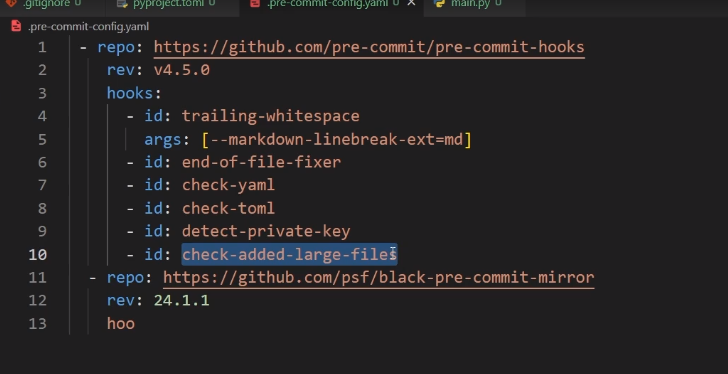 .gitignore U pyproject.toml U .pre-commit-config.yaml U × main.py U
.pre-commit-config.yaml
1 - repo: https://github.com/pre-commit/pre-commit-hooks
2 rev: v4.5.0
3 hooks:
4 - id: trailing-whitespace
5 args: [--markdown-linebreak-ext=md]
6 - id: end-of-file-fixer
7 - id: check-yaml
8 - id: check-toml
9 - id: detect-private-key
10 - id: check-added-large-files
11 - repo: https://github.com/psf/black-pre-commit-mirror
12 rev: 24.1.1
13 hoo